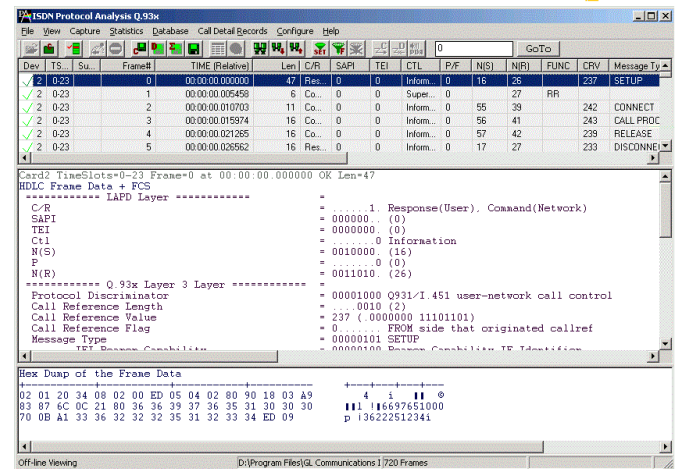 ISDN Protocol Analysis Q.93x
File View Capture Statistics Database Call Detail Records Configure Help
0 GoTo
Dev TS... Su... Frame# TIME (Relative) Len C/R SAPI TEI CTL P/F N(S) N(R) FUNC CRV Message Ty
2 0-23 0 00:00:00.000000 47 Res... 0 0 Inform... 0 16 26 237 SETUP
2 0-23 1 00:00:00.005458 6 Co... 0 0 Super... 0 27 RR
2 0-23 2 00:00:00.010703 11 Co... 0 0 Inform... 0 55 39 242 CONNECT
2 0-23 3 00:00:00.015974 16 Co... 0 0 Inform... 0 56 41 243 CALL PROC
2 0-23 4 00:00:00.021265 16 Co... 0 0 Inform... 0 57 42 239 RELEASE
2 0-23 5 00:00:00.026562 16 Res... 0 0 Inform... 0 17 27 233 DISCONNE
Card2 TimeSlots=0-23 Frame=0 at 00:00:00.000000 OK Len=47
HDLC Frame Data + FCS
============ LAPD Layer ============ =
C/R = ......1. Response(User), Command(Network)
SAPI = 000000.. (0)
TEI = 0000000. (0)
Ctl = .......0 Information
N(S) = 0010000. (16)
P = .......0 (0)
N(R) = 0011010. (26)
============ Q.93x Layer 3 Layer ============ =
Protocol Discriminator = 00001000 Q931/I.451 user-network call control
Call Reference Length = ....0010 (2)
Call Reference Value = 237 (.0000000 11101101)
Call Reference Flag = 0....... FROM side that originated callref
Message Type = 00000101 SETUP
IEI Bearer Capability = 00000100 Bearer Capability IE Identifier
Hex Dump of the Frame Data
02 01 20 34 08 02 00 ED 05 04 02 80 90 18 03 A9 4 i ©
83 87 6C 0C 21 80 36 36 39 37 36 35 31 30 30 30 l !6697651000
70 0B A1 33 36 32 32 32 35 31 32 33 34 ED 09 p 36222512341
Off-line Viewing D:\Program Files\GL Communications I 720 Frames